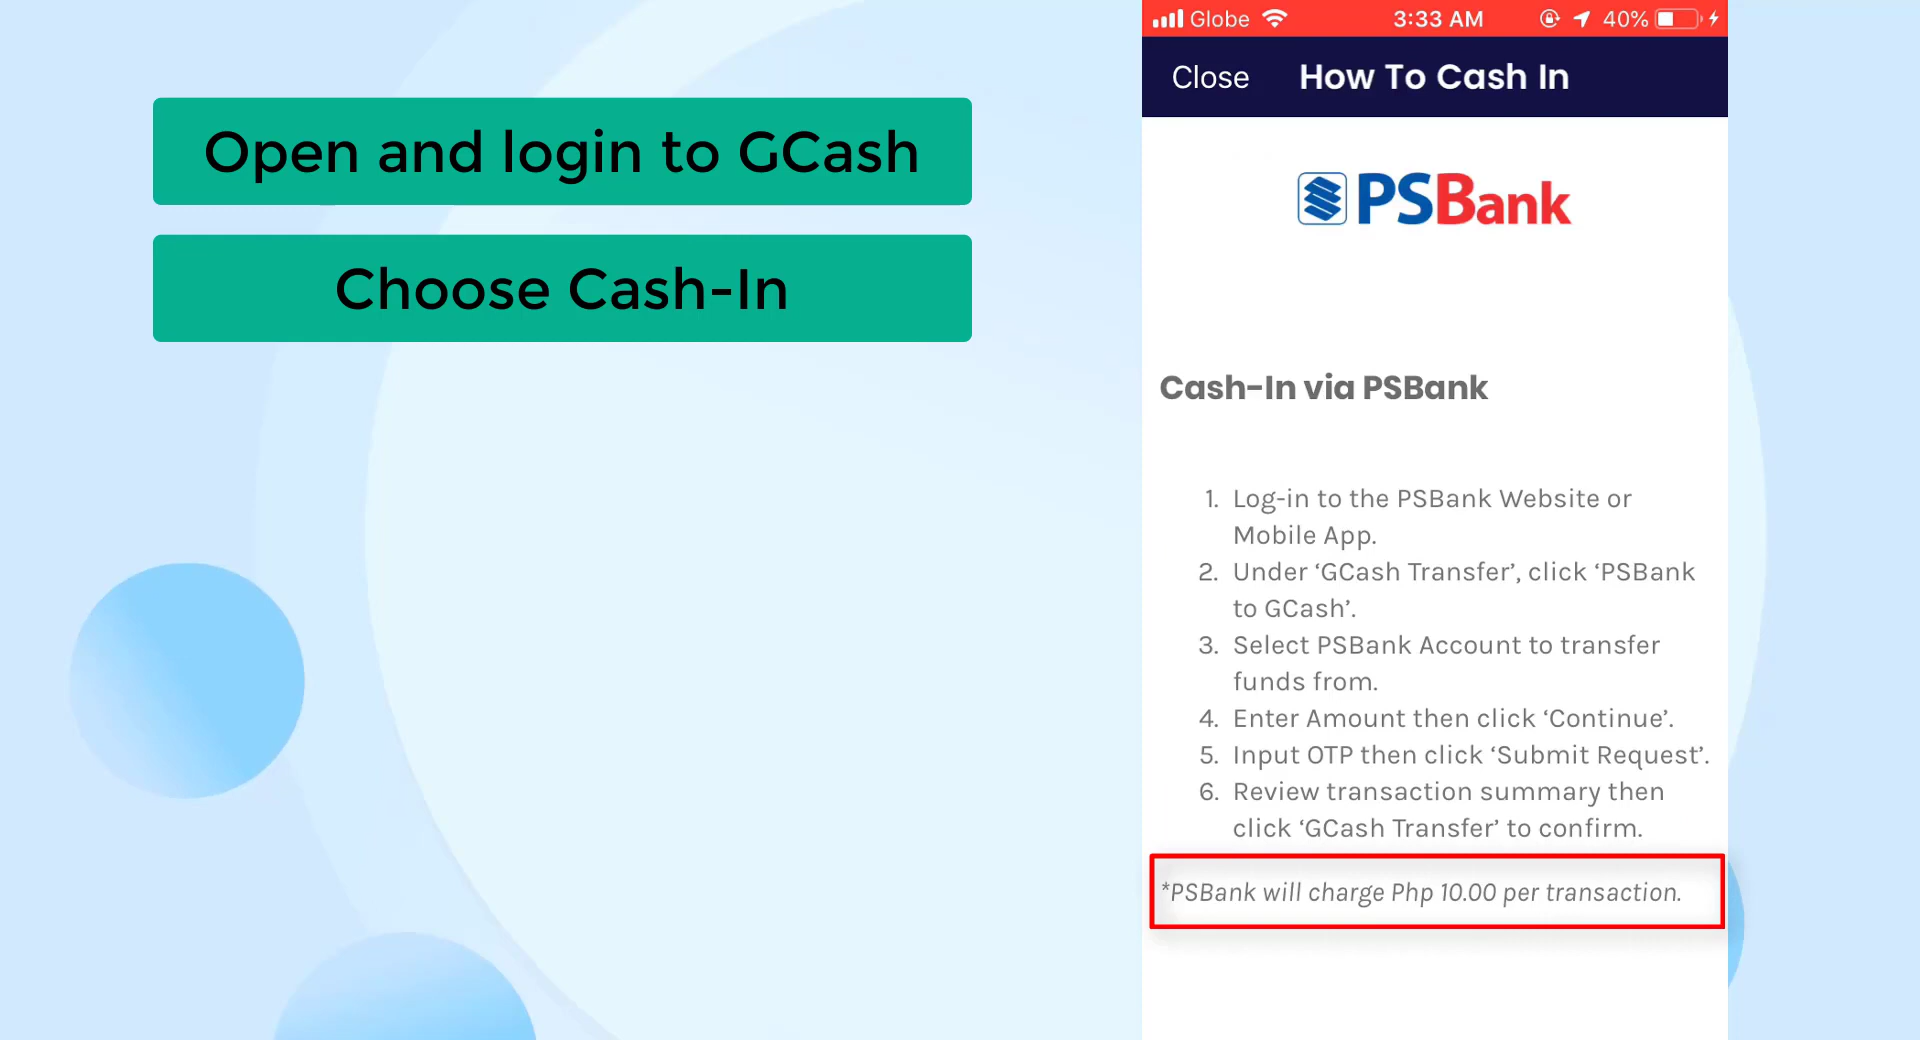 Open and login to GCash
Choose Cash-In
Globe 3:33 AM 40%
Close How To Cash In
PSBank
Cash-In via PSBank
1. Log-in to the PSBank Website or
Mobile App.
2. Under ‘GCash Transfer’, click ‘PSBank
to GCash’.
3. Select PSBank Account to transfer
funds from.
4. Enter Amount then click ‘Continue’.
5. Input OTP then click ‘Submit Request’.
6. Review transaction summary then
click ‘GCash Transfer’ to confirm.
*PSBank will charge Php 10.00 per transaction.